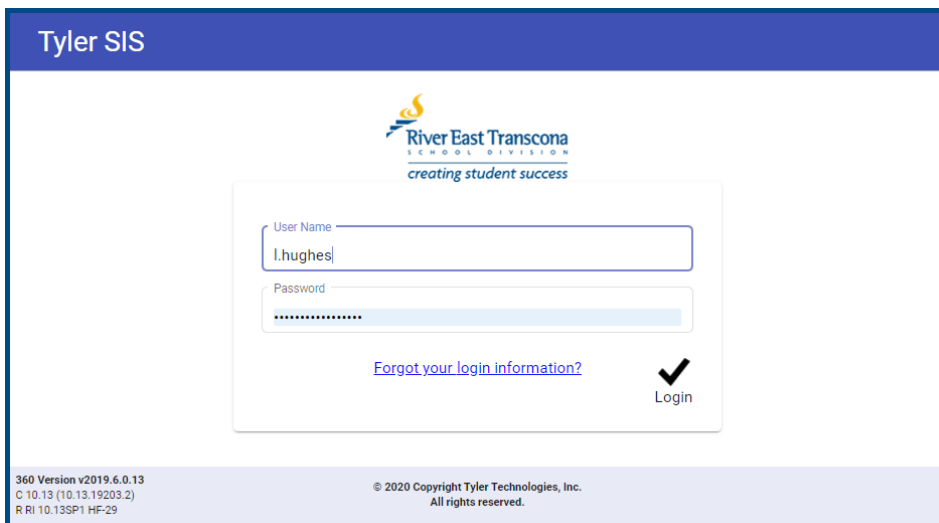 Tyler SIS
River East Transcona
SCHOOL DIVISION
creating student success
User Name
l.hughes
Password
•••••••••••••••••
Forgot your login information?
Login
360 Version v2019.6.0.13
C 10.13 (10.13.19203.2)
R RI 10.13SP1 HF-29
© 2020 Copyright Tyler Technologies, Inc.
All rights reserved.